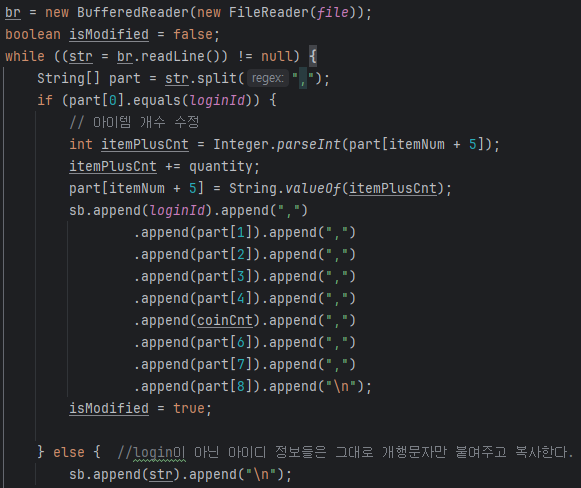 br = new BufferedReader(new FileReader(file));
boolean isModified = false;
while ((str = br.readLine()) != null) {
    String[] part = str.split( regex: ",");
    if (part[0].equals(loginId)) {
        // 아이템 개수 수정
        int itemPlusCnt = Integer.parseInt(part[itemNum + 5]);
        itemPlusCnt += quantity;
        part[itemNum + 5] = String.valueOf(itemPlusCnt);
        sb.append(loginId).append(",")
                .append(part[1]).append(",")
                .append(part[2]).append(",")
                .append(part[3]).append(",")
                .append(part[4]).append(",")
                .append(coinCnt).append(",")
                .append(part[6]).append(",")
                .append(part[7]).append(",")
                .append(part[8]).append("\n");
        isModified = true;
    } else {  //login이 아닌 아이디 정보들은 그대로 개행문자만 붙여주고 복사한다.
        sb.append(str).append("\n");